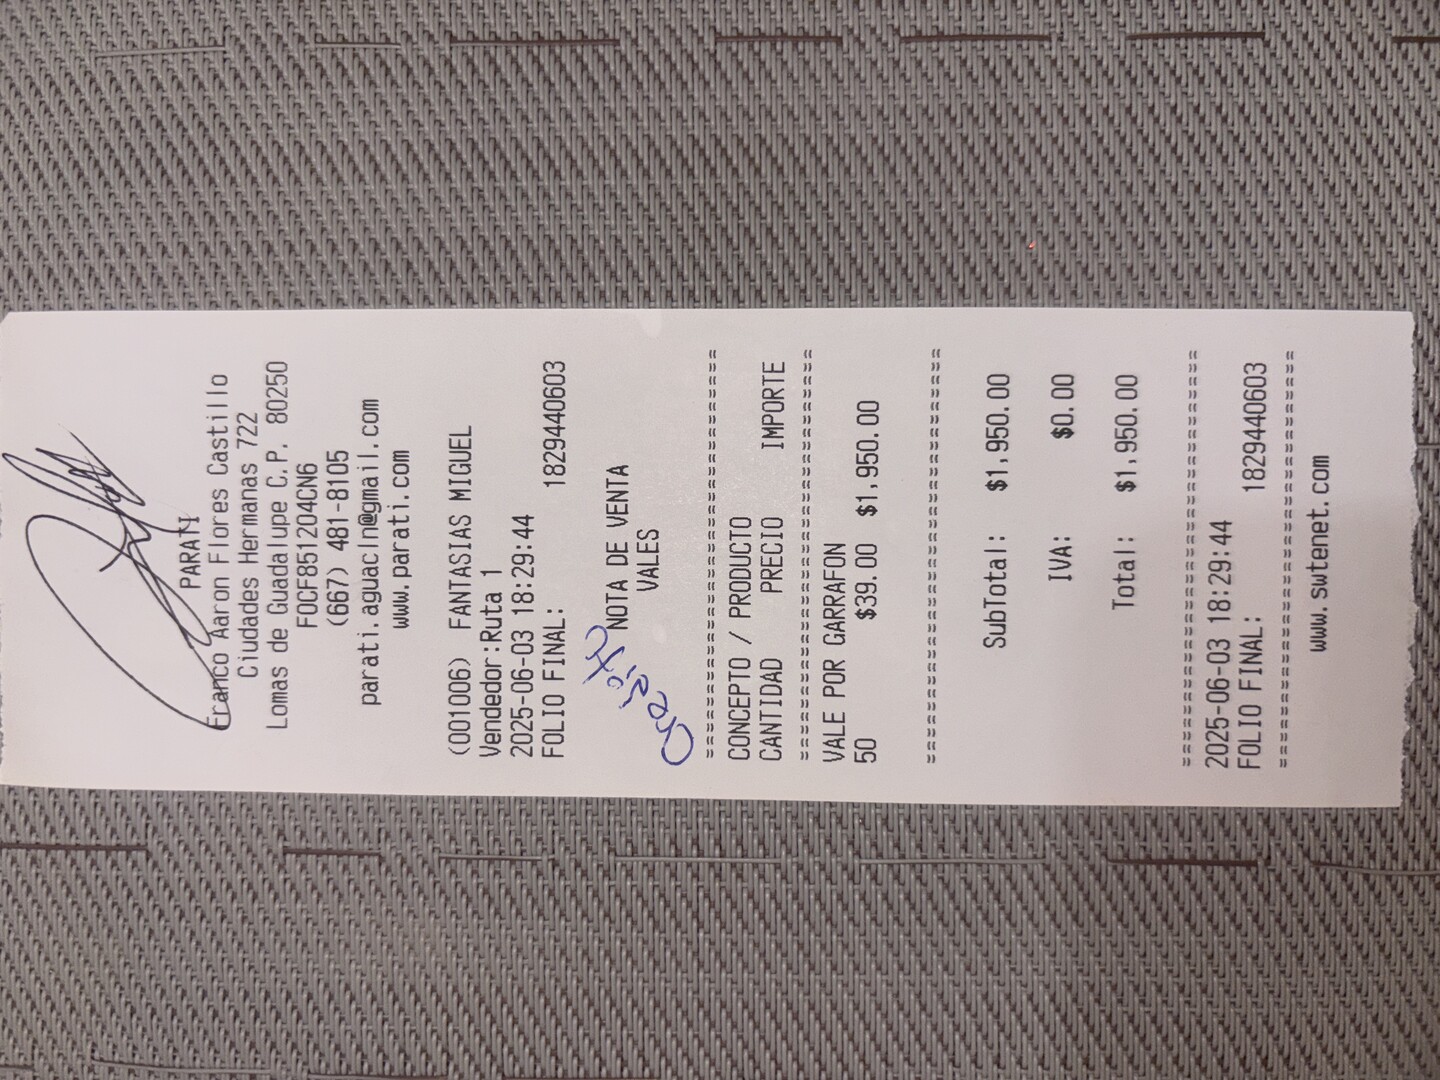 PARATI
Franco Aaron Flores Castillo
Ciudades Hermanas 722
Lomas de Guadalupe C.P. 80250
FOCF851204CN6
(667) 481-8105
parati.aguacln@gmail.com
www.parati.com
(001006) FANTASIAS MIGUEL
Vendedor:Ruta 1
2025-06-03 18:29:44
FOLIO FINAL: 1829440603
Credito
NOTA DE VENTA
VALES
================================
CONCEPTO / PRODUCTO
CANTIDAD PRECIO IMPORTE
================================
VALE POR GARRAFON
50 $39.00 $1,950.00
================================
SubTotal: $1,950.00
IVA: $0.00
Total: $1,950.00
================================
2025-06-03 18:29:44
FOLIO FINAL: 1829440603
================================
www.swtenet.com